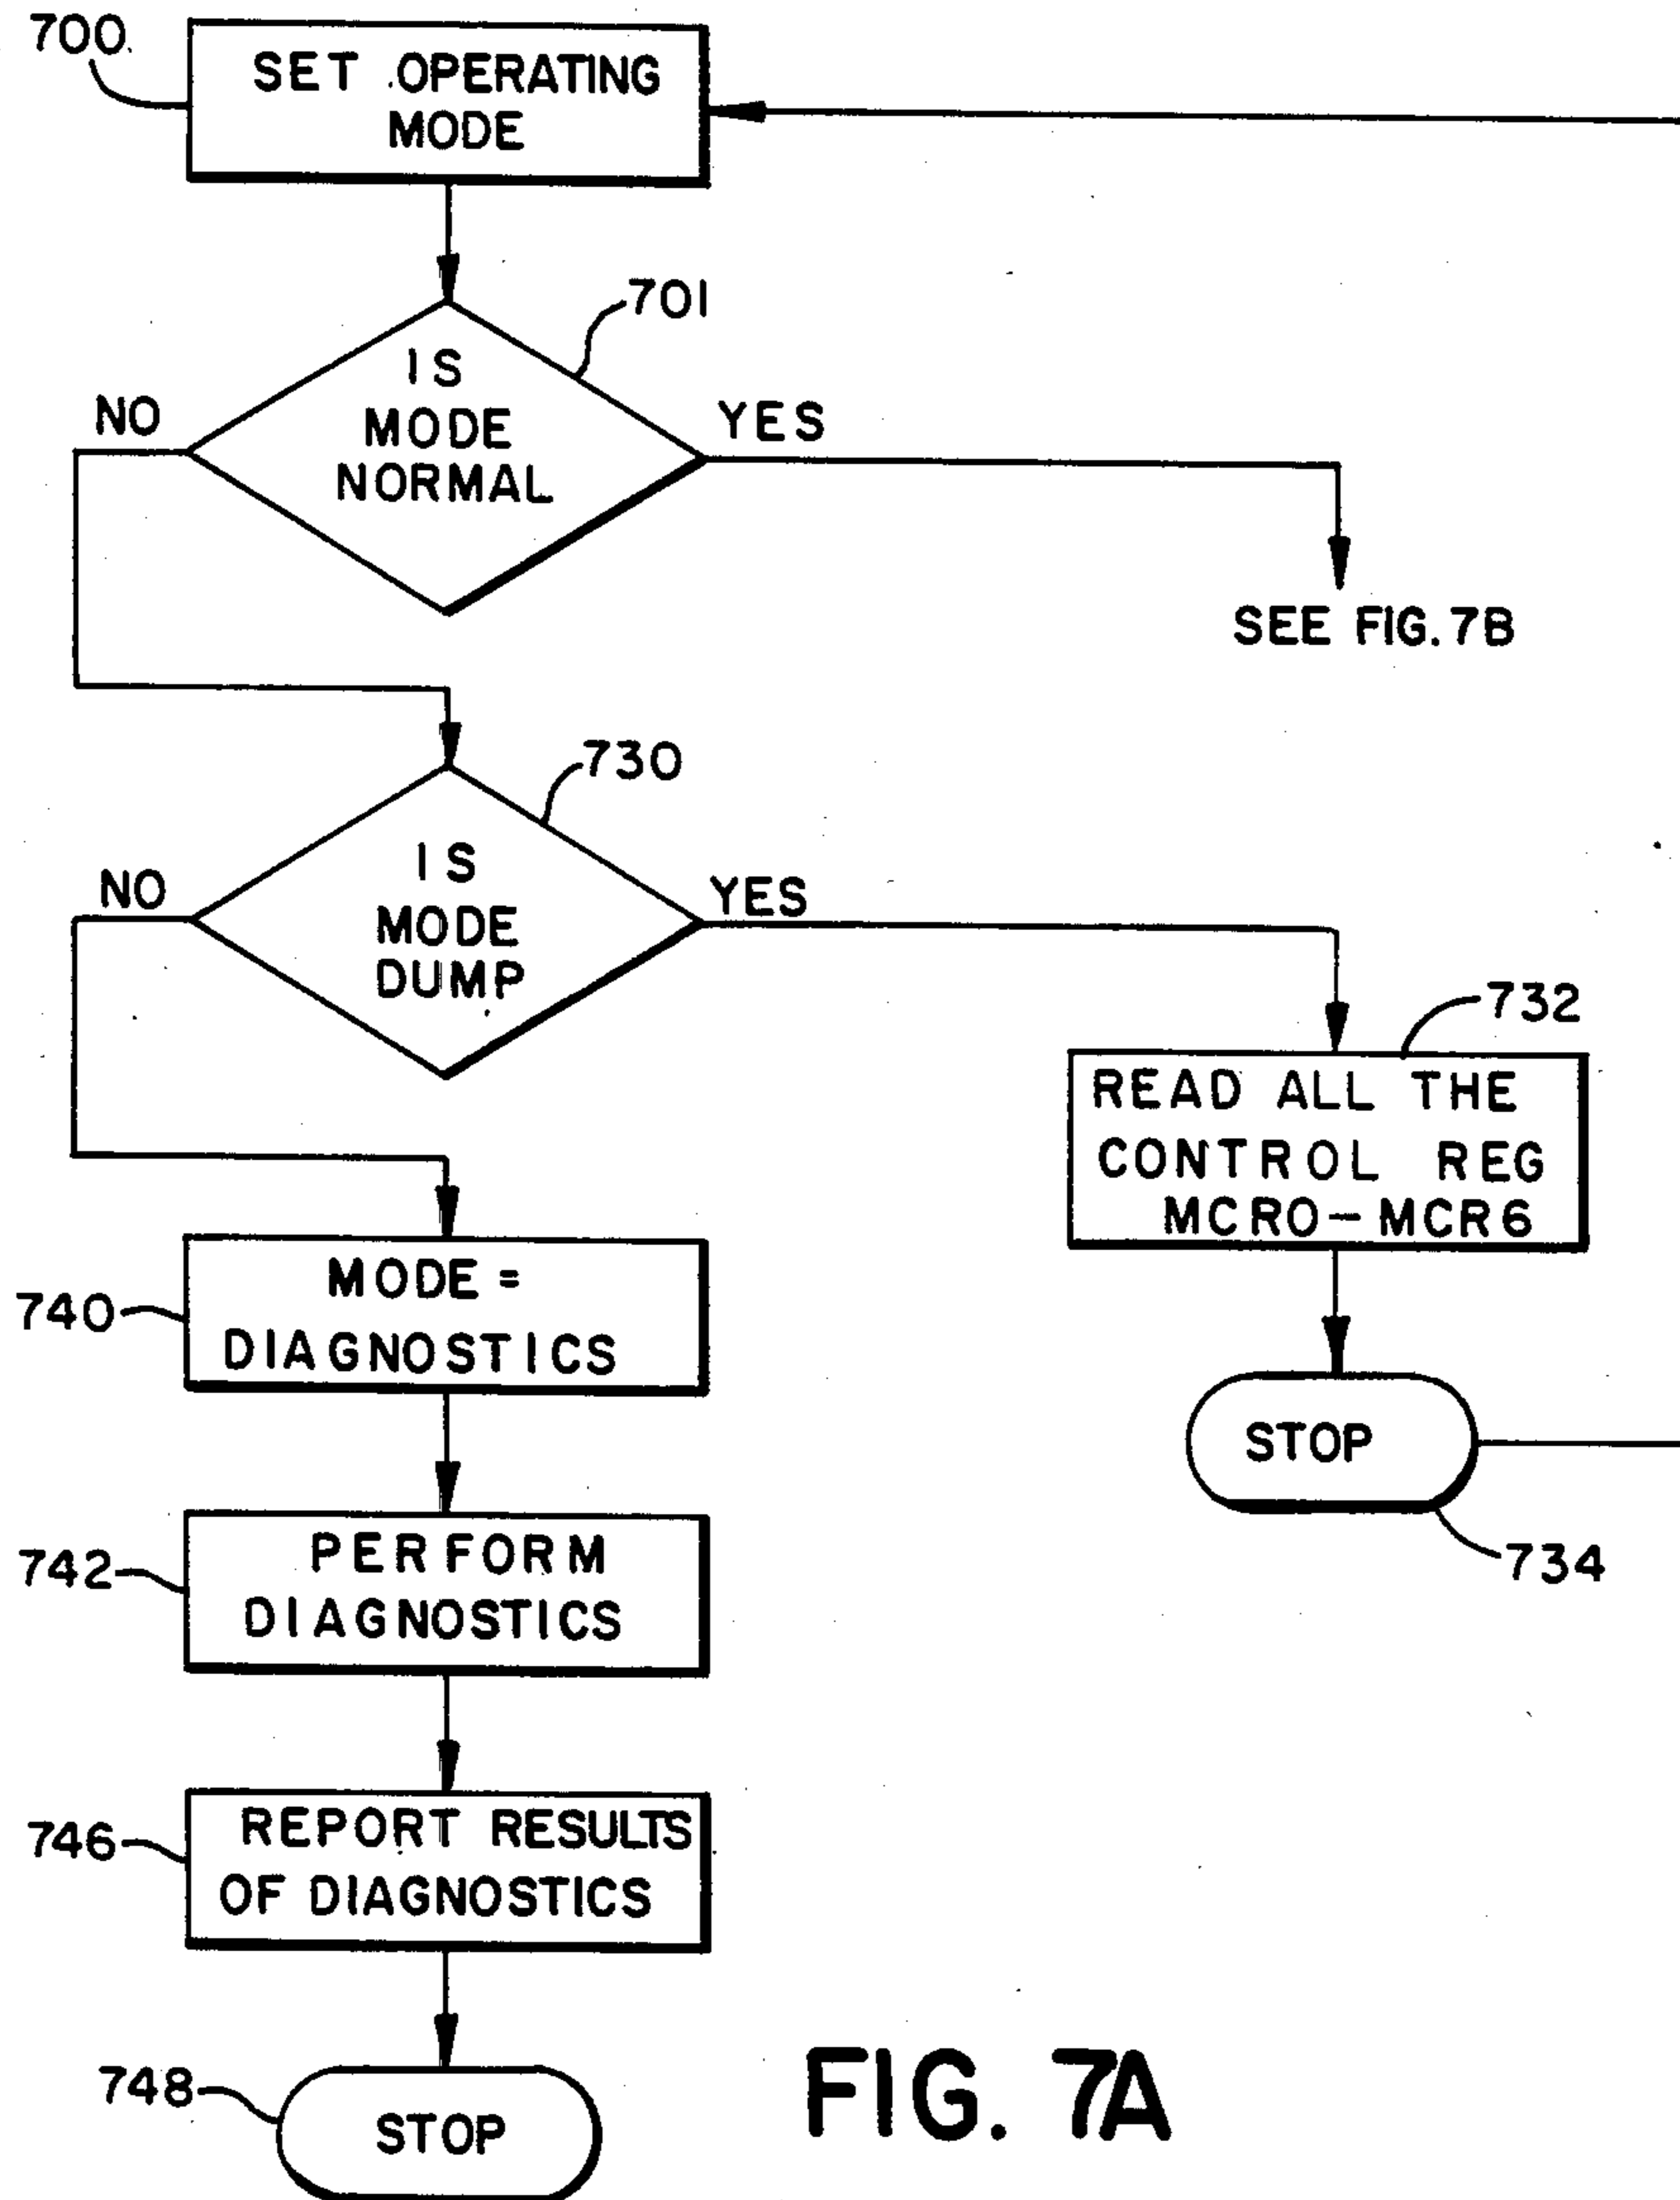 700
SET OPERATING
MODE
701
IS
MODE
NORMAL
NO
YES
SEE FIG. 7B
730
IS
MODE
DUMP
NO
YES
732
READ ALL THE
CONTROL REG
MCRO-MCR6
STOP
734
740
MODE =
DIAGNOSTICS
742
PERFORM
DIAGNOSTICS
746
REPORT RESULTS
OF DIAGNOSTICS
748
STOP
FIG. 7A